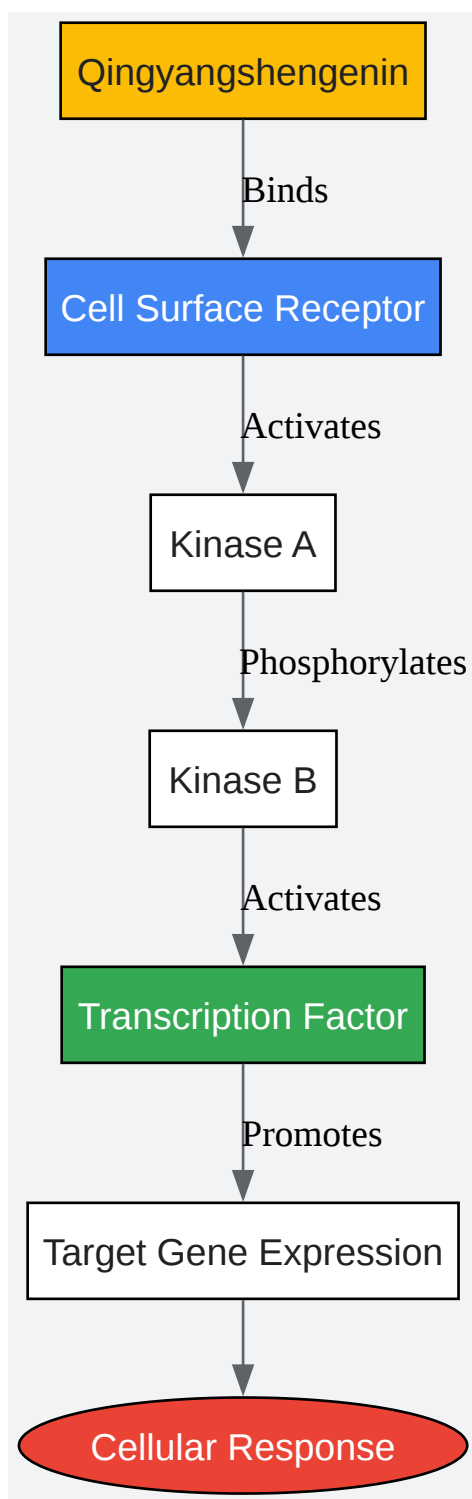 Qingyangshengenin
Binds
Cell Surface Receptor
Activates
Kinase A
Phosphorylates
Kinase B
Activates
Transcription Factor
Promotes
Target Gene Expression
Cellular Response